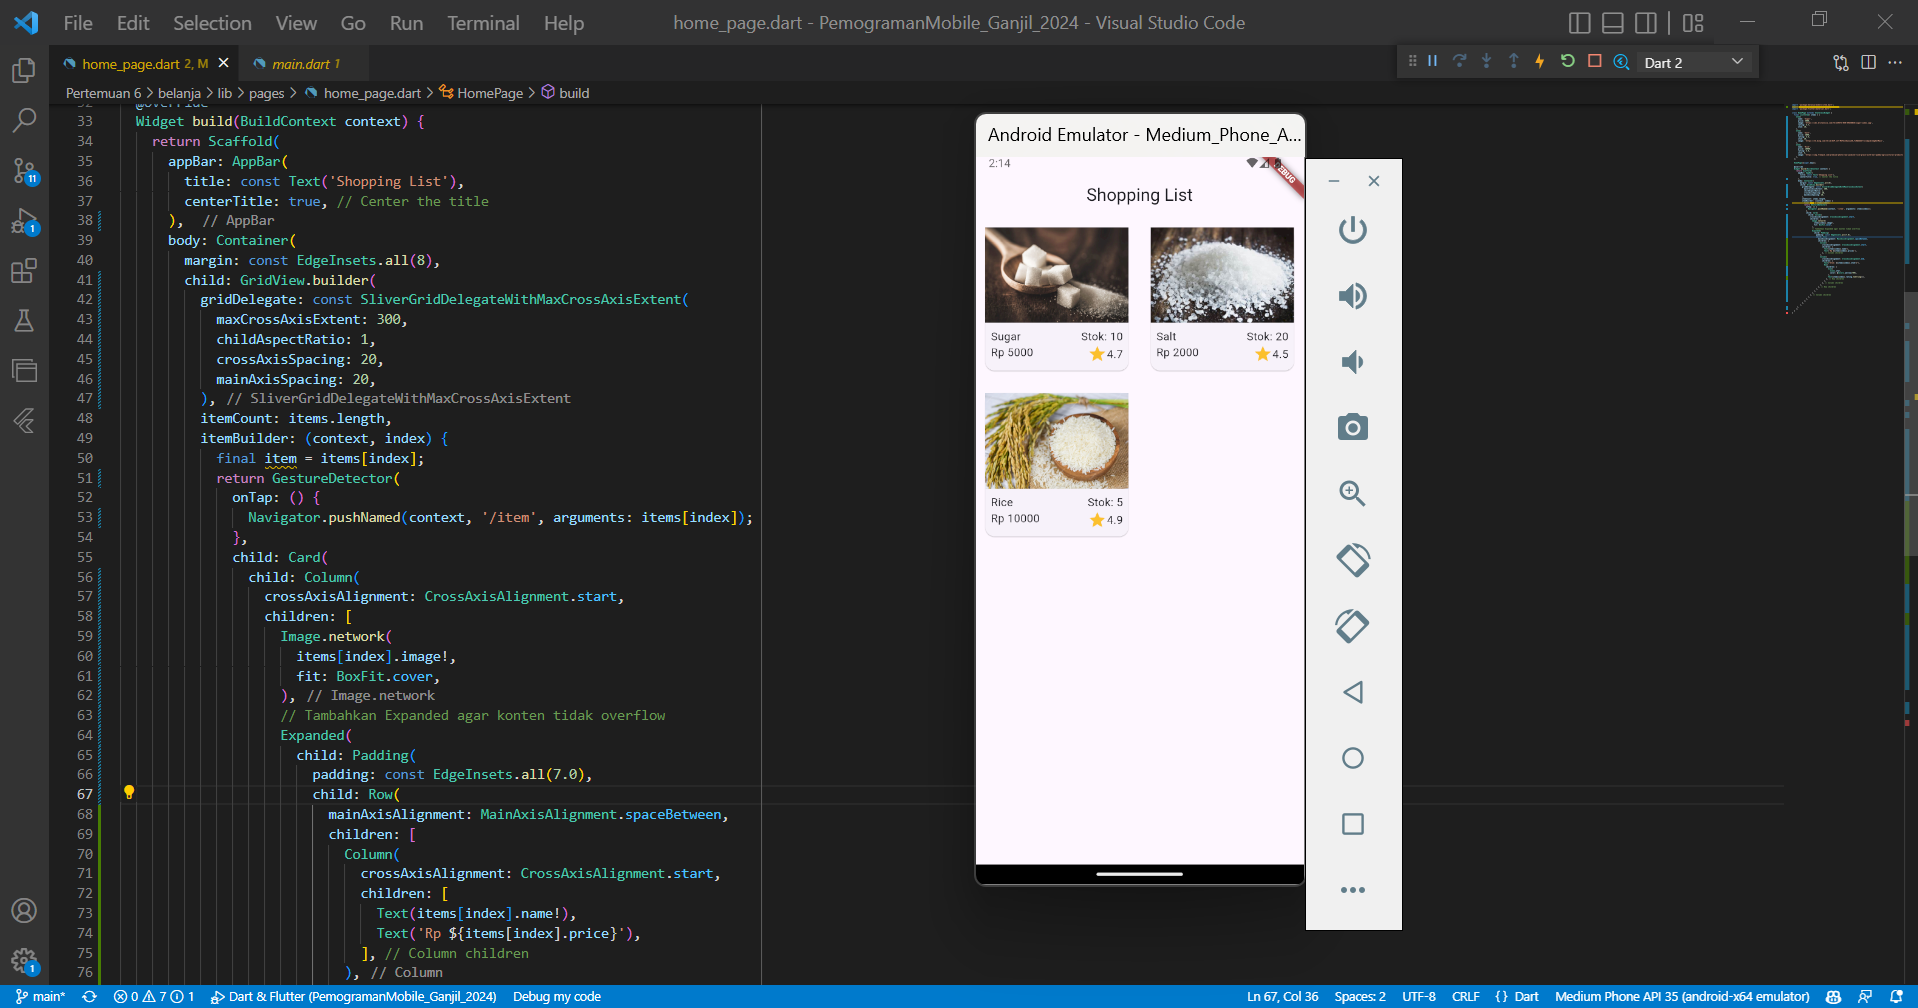 File Edit Selection View Go Run Terminal Help
home_page.dart - PemogramanMobile_Ganjil_2024 - Visual Studio Code
home_page.dart 2, M
main.dart 1
Dart 2
Pertemuan 6 > belanja > lib > pages > home_page.dart > HomePage > build
32 @override
33 Widget build(BuildContext context) {
34 return Scaffold(
35 appBar: AppBar(
36 title: const Text('Shopping List'),
37 centerTitle: true, // Center the title
38 ), // AppBar
39 body: Container(
40 margin: const EdgeInsets.all(8),
41 child: GridView.builder(
42 gridDelegate: const SliverGridDelegateWithMaxCrossAxisExtent(
43 maxCrossAxisExtent: 300,
44 childAspectRatio: 1,
45 crossAxisSpacing: 20,
46 mainAxisSpacing: 20,
47 ), // SliverGridDelegateWithMaxCrossAxisExtent
48 itemCount: items.length,
49 itemBuilder: (context, index) {
50 final item = items[index];
51 return GestureDetector(
52 onTap: () {
53 Navigator.pushNamed(context, '/item', arguments: items[index]);
54 },
55 child: Card(
56 child: Column(
57 crossAxisAlignment: CrossAxisAlignment.start,
58 children: [
59 Image.network(
60 items[index].image!,
61 fit: BoxFit.cover,
62 ), // Image.network
63 // Tambahkan Expanded agar konten tidak overflow
64 Expanded(
65 child: Padding(
66 padding: const EdgeInsets.all(7.0),
67 child: Row(
68 mainAxisAlignment: MainAxisAlignment.spaceBetween,
69 children: [
70 Column(
71 crossAxisAlignment: CrossAxisAlignment.start,
72 children: [
73 Text(items[index].name!),
74 Text('Rp ${items[index].price}'),
75 ], // Column children
76 ), // Column
11
1
1
Android Emulator - Medium_Phone_A...
2:14
Shopping List
Sugar Stok: 10
Rp 5000 4.7
Salt Stok: 20
Rp 2000 4.5
Rice Stok: 5
Rp 10000 4.9
main* 0 7 1 Dart & Flutter (PemogramanMobile_Ganjil_2024) Debug my code
Ln 67, Col 36 Spaces: 2 UTF-8 CRLF {} Dart Medium Phone API 35 (android-x64 emulator)